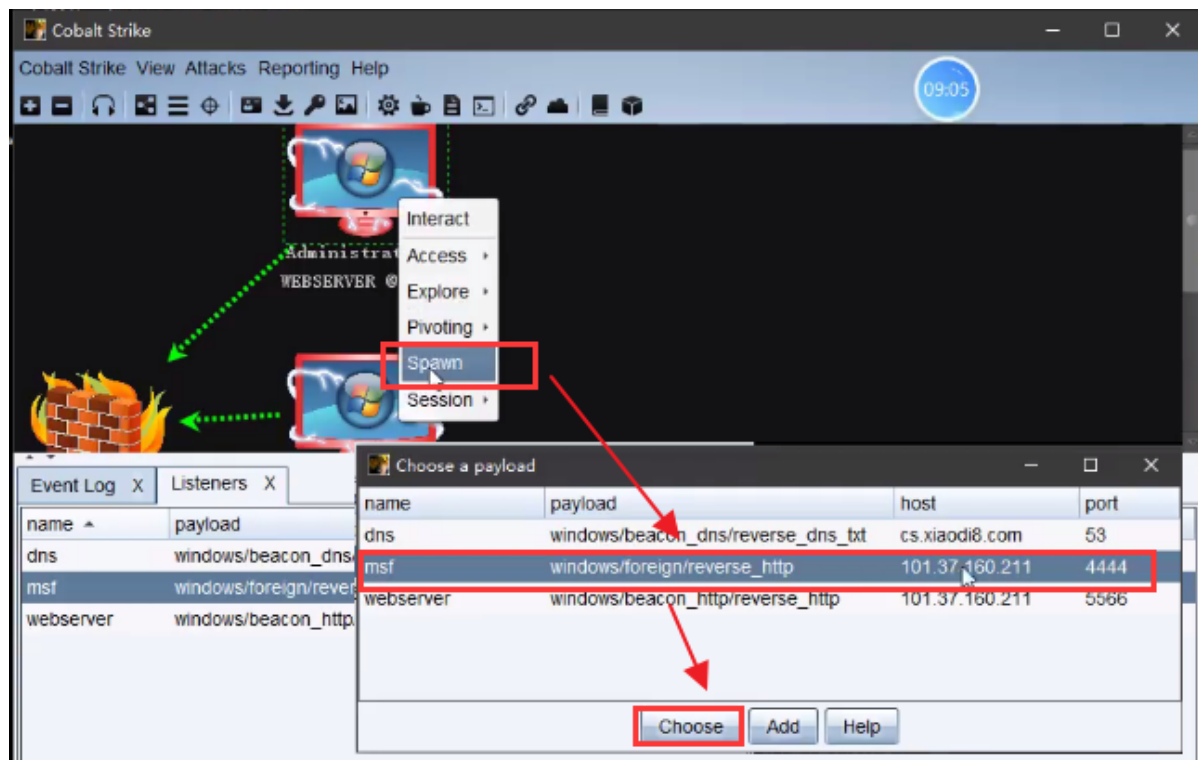 Cobalt Strike
Cobalt Strike View Attacks Reporting Help
09:05
Interact
Administrat
Access
WEBSERVER @
Explore
Pivoting
Spawn
Session
Choose a payload
Event Log X Listeners X
name payload host port
name payload
dns windows/beacon_dns/reverse_dns_txt cs.xiaodi8.com 53
dns windows/beacon_dns/
msf windows/foreign/reverse_http 101.37.160.211 4444
msf windows/foreign/rever
webserver windows/beacon_http/reverse_http 101.37.160.211 5566
webserver windows/beacon_http
Choose Add Help